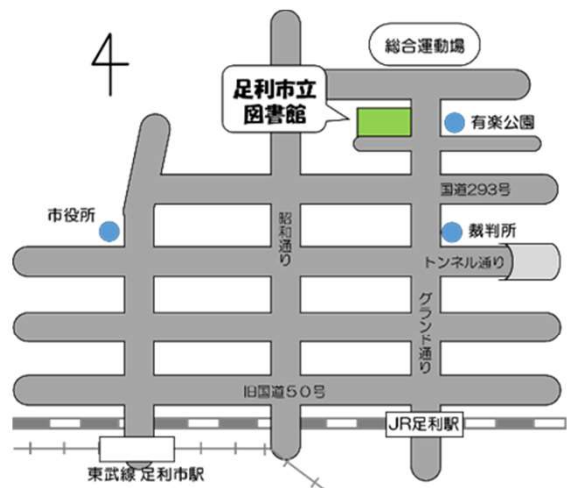 総合運動場
足利市立
図書館
有楽公園
国道293号
市役所
昭和通り
裁判所
トンネル通り
グランド通り
旧国道50号
JR足利駅
東武線 足利市駅